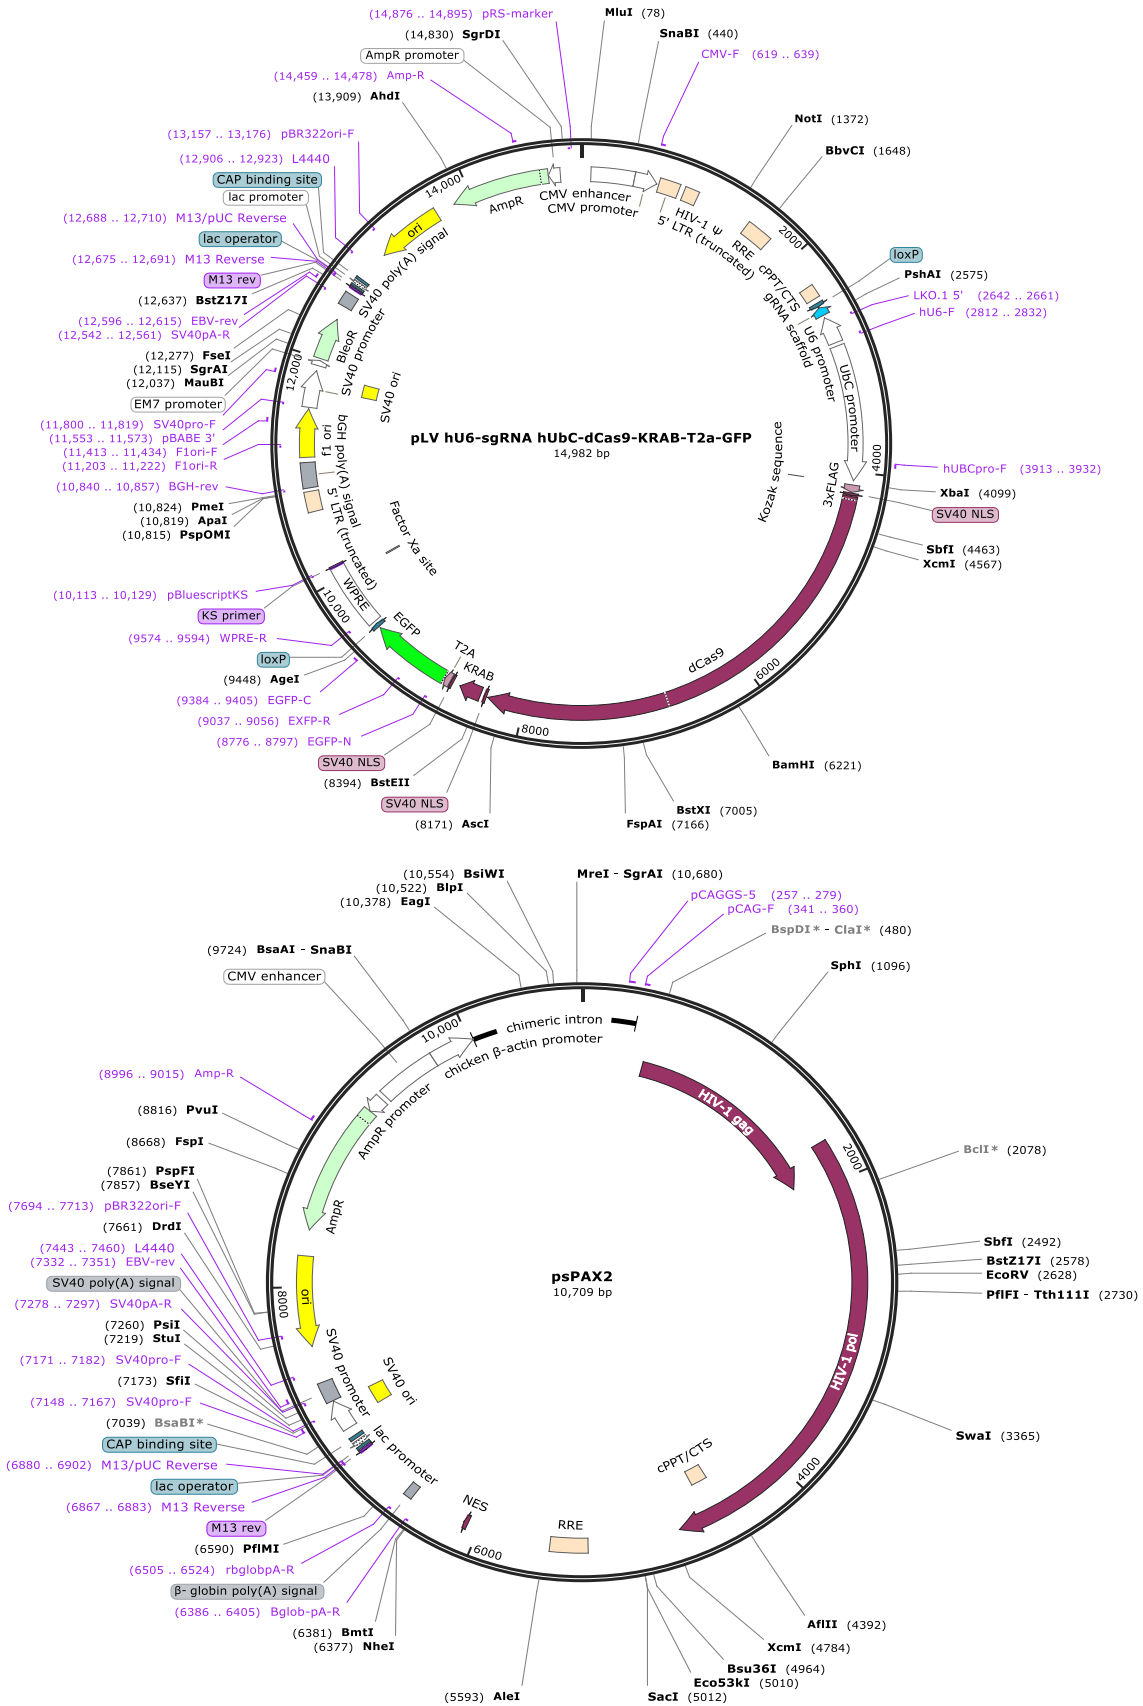 (14,876 .. 14,895) pRS-marker
MluI (78)
(14,830) SgrDI
SnaBI (440)
AmpR promoter
CMV-F (619 .. 639)
(14,459 .. 14,478) Amp-R
(13,909) AhdI
NotI (1372)
(13,157 .. 13,176) pBR322ori-F
BbvCI (1648)
(12,906 .. 12,923) L4440
CAP binding site
14,000
lac promoter
AmpR
CMV enhancer
CMV promoter
HIV-1 ψ
5' LTR (truncated)
RRE
2000
(12,688 .. 12,710) M13/pUC Reverse
ori
lac operator
SV40 poly(A) signal
loxP
(12,675 .. 12,691) M13 Reverse
cPPT/CTS
PshAI (2575)
M13 rev
gRNA scaffold
LKO.1 5' (2642 .. 2661)
(12,637) BstZ17I
hU6-F (2812 .. 2832)
(12,596 .. 12,615) EBV-rev
(12,542 .. 12,561) SV40pA-R
BleoR
SV40 promoter
U6 promoter
(12,277) FseI
(12,115) SgrAI
12,000
(12,037) MauBI
UbC promoter
SV40 ori
EM7 promoter
(11,800 .. 11,819) SV40pro-F
(11,553 .. 11,573) pBABE 3'
pLV hU6-sgRNA hUbC-dCas9-KRAB-T2a-GFP
14,982 bp
(11,413 .. 11,434) F1ori-F
f1 ori
4000
(11,203 .. 11,222) F1ori-R
bGH poly(A) signal
Kozak sequence
3xFLAG
hUBCpro-F (3913 .. 3932)
(10,840 .. 10,857) BGH-rev
XbaI (4099)
(10,824) PmeI
SV40 NLS
(10,819) ApaI
(10,815) PspOMI
5' LTR (truncated)
Factor Xa site
SbfI (4463)
XcmI (4567)
(10,113 .. 10,129) pBluescriptKS
WPRE
10,000
KS primer
EGFP
(9574 .. 9594) WPRE-R
T2A
loxP
KRAB
dCas9
6000
(9448) AgeI
(9384 .. 9405) EGFP-C
(9037 .. 9056) EXFP-R
8000
(8776 .. 8797) EGFP-N
SV40 NLS
BamHI (6221)
(8394) BstEII
SV40 NLS
BstXI (7005)
(8171) AscI
FspAI (7166)
(10,554) BsiWI
MreI - SgrAI (10,680)
(10,522) BlpI
pCAGGS-5 (257 .. 279)
(10,378) EagI
pCAG-F (341 .. 360)
BspDI* - ClaI* (480)
(9724) BsaAI - SnaBI
SphI (1096)
CMV enhancer
10,000
chimeric intron
chicken β-actin promoter
(8996 .. 9015) Amp-R
HIV-1 gag
AmpR promoter
(8816) PvuI
(8668) FspI
2000
BclI* (2078)
(7861) PspFI
(7857) BseYI
(7694 .. 7713) pBR322ori-F
AmpR
(7661) DrdI
SbfI (2492)
(7443 .. 7460) L4440
BstZ17I (2578)
(7332 .. 7351) EBV-rev
EcoRV (2628)
SV40 poly(A) signal
psPAX2
10,709 bp
PflFI - Tth111I (2730)
8000
ori
(7278 .. 7297) SV40pA-R
(7260) PsiI
(7219) StuI
(7171 .. 7182) SV40pro-F
SV40 promoter
SV40 ori
HIV-1 pol
(7173) SfiI
(7148 .. 7167) SV40pro-F
(7039) BsaBI*
SwaI (3365)
CAP binding site
lac promoter
(6880 .. 6902) M13/pUC Reverse
cPPT/CTS
4000
lac operator
(6867 .. 6883) M13 Reverse
NES
M13 rev
RRE
(6590) PflMI
6000
(6505 .. 6524) rbglobpA-R
β- globin poly(A) signal
(6386 .. 6405) Bglob-pA-R
AflII (4392)
(6381) BmtI
(6377) NheI
XcmI (4784)
Bsu36I (4964)
Eco53kI (5010)
(5593) AleI
SacI (5012)